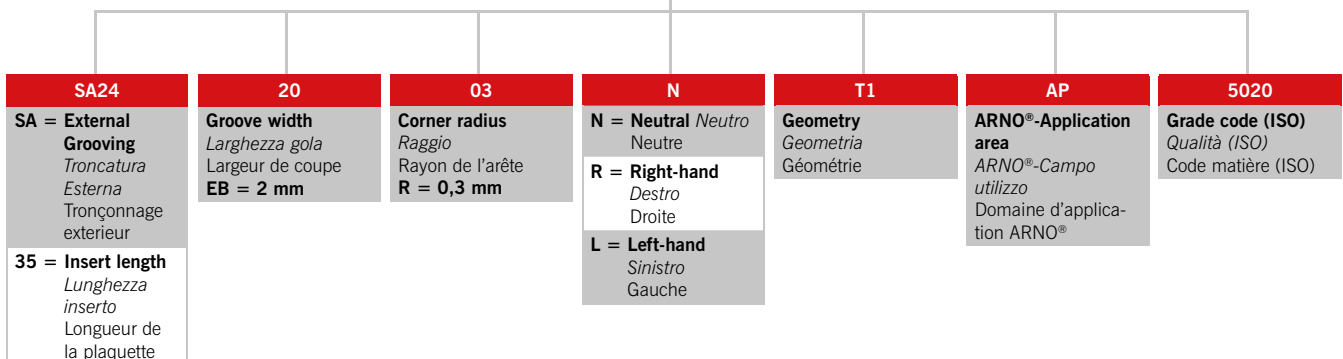 SA24
SA = External
Grooving
Troncatura
Esterna
Tronçonnage
exterieur
35 = Insert length
Lunghezza
inserto
Longueur de
la plaquette
20
Groove width
Larghezza gola
Largeur de coupe
EB = 2 mm
03
Corner radius
Raggio
Rayon de l'arête
R = 0,3 mm
N
N = Neutral Neutro
Neutre
R = Right-hand
Destro
Droite
L = Left-hand
Sinistro
Gauche
T1
Geometry
Geometria
Géométrie
AP
ARNO®-Application
area
ARNO®-Campo
utilizzo
Domaine d'applica-
tion ARNO®
5020
Grade code (ISO)
Qualità (ISO)
Code matière (ISO)